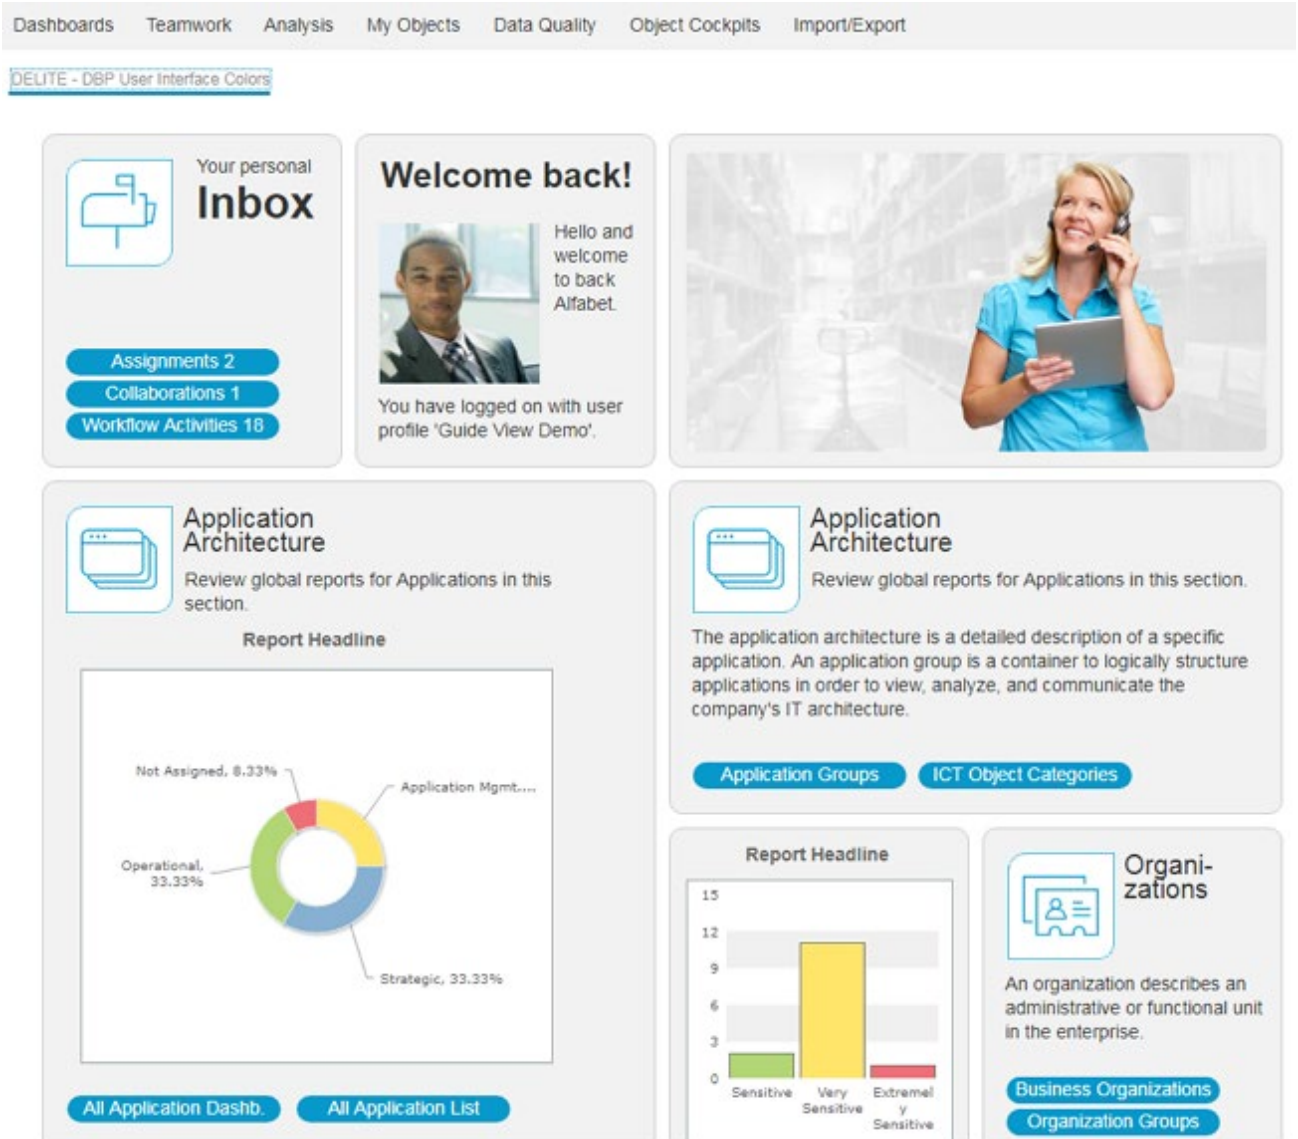 Dashboards Teamwork Analysis My Objects Data Quality Object Cockpits Import/Export
DELITE - DBP User Interface Colors
Your personal
Inbox
Assignments 2
Collaborations 1
Workflow Activities 18
Welcome back!
Hello and
welcome
to back
Alfabet.
You have logged on with user
profile 'Guide View Demo'.
Application
Architecture
Review global reports for Applications in this
section.
Report Headline
Not Assigned, 8.33%
Application Mgmt....
Operational,
33.33%
Strategic, 33.33%
All Application Dashb. All Application List
Application
Architecture
Review global reports for Applications in this section.
The application architecture is a detailed description of a specific
application. An application group is a container to logically structure
applications in order to view, analyze, and communicate the
company's IT architecture.
Application Groups ICT Object Categories
Report Headline
15
12
9
6
3
0
Sensitive
Very
Sensitive
Extremel
y
Sensitive
Organi-
zations
An organization describes an
administrative or functional unit
in the enterprise.
Business Organizations
Organization Groups